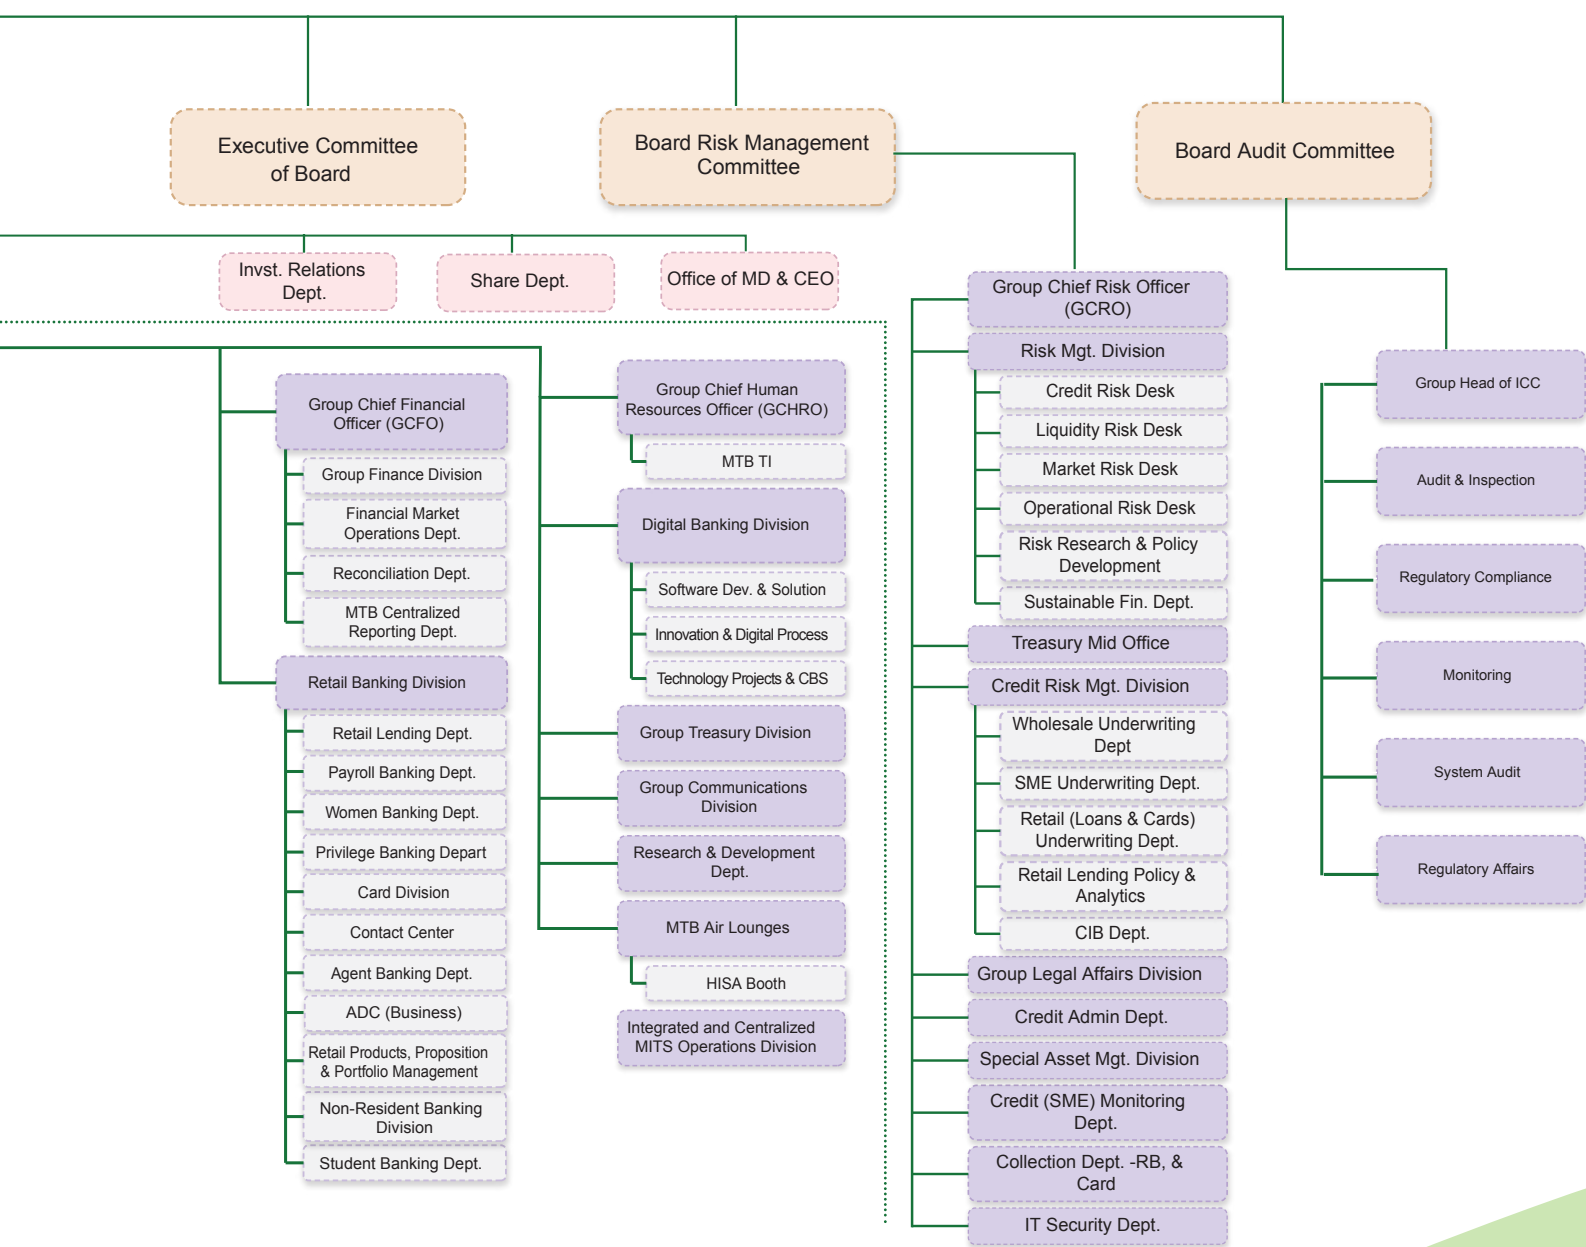 Executive Committee
of Board
Board Risk Management
Committee
Board Audit Committee
Invst. Relations
Dept.
Share Dept.
Office of MD & CEO
Group Chief Financial
Officer (GCFO)
Group Finance Division
Financial Market
Operations Dept.
Reconciliation Dept.
MTB Centralized
Reporting Dept.
Retail Banking Division
Retail Lending Dept.
Payroll Banking Dept.
Women Banking Dept.
Privilege Banking Depart
Card Division
Contact Center
Agent Banking Dept.
ADC (Business)
Retail Products, Proposition
& Portfolio Management
Non-Resident Banking
Division
Student Banking Dept.
Group Chief Human
Resources Officer (GCHRO)
MTB TI
Digital Banking Division
Software Dev. & Solution
Innovation & Digital Process
Technology Projects & CBS
Group Treasury Division
Group Communications
Division
Research & Development
Dept.
MTB Air Lounges
HISA Booth
Integrated and Centralized
MITS Operations Division
Group Chief Risk Officer
(GCRO)
Risk Mgt. Division
Credit Risk Desk
Liquidity Risk Desk
Market Risk Desk
Operational Risk Desk
Risk Research & Policy
Development
Sustainable Fin. Dept.
Treasury Mid Office
Credit Risk Mgt. Division
Wholesale Underwriting
Dept
SME Underwriting Dept.
Retail (Loans & Cards)
Underwriting Dept.
Retail Lending Policy &
Analytics
CIB Dept.
Group Legal Affairs Division
Credit Admin Dept.
Special Asset Mgt. Division
Credit (SME) Monitoring
Dept.
Collection Dept. -RB, &
Card
IT Security Dept.
Group Head of ICC
Audit & Inspection
Regulatory Compliance
Monitoring
System Audit
Regulatory Affairs